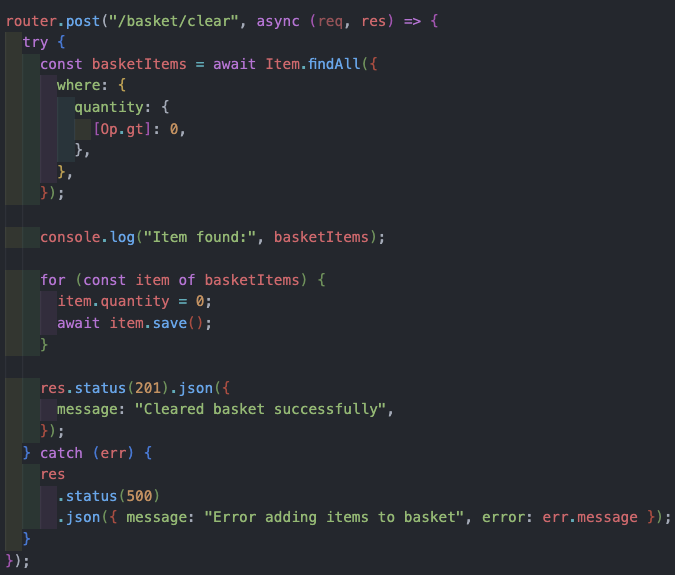 router.post("/basket/clear", async (req, res) => {
  try {
    const basketItems = await Item.findAll({
      where: {
        quantity: {
          [Op.gt]: 0,
        },
      },
    });

    console.log("Item found:", basketItems);

    for (const item of basketItems) {
      item.quantity = 0;
      await item.save();
    }

    res.status(201).json({
      message: "Cleared basket successfully",
    });
  } catch (err) {
    res
      .status(500)
      .json({ message: "Error adding items to basket", error: err.message });
  }
});